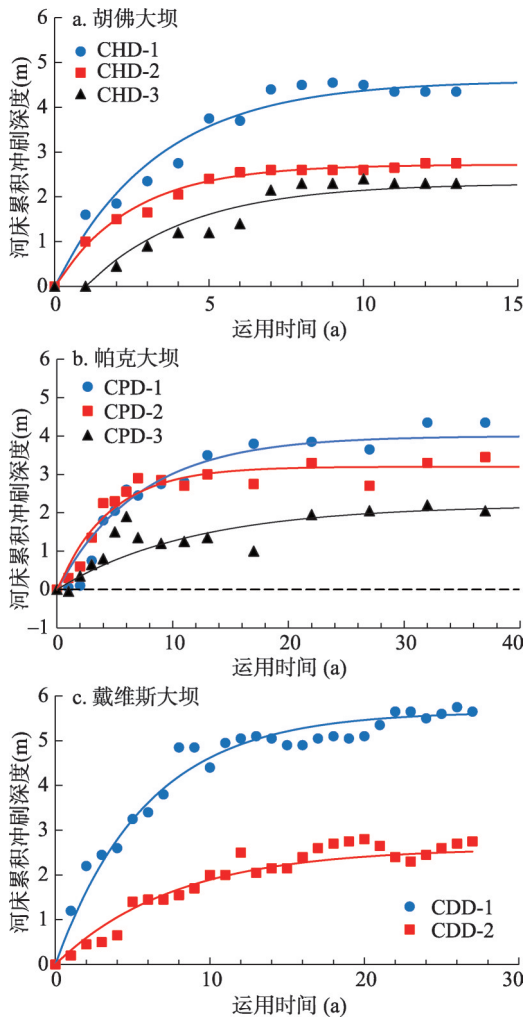 a. 胡佛大坝
CHD-1
CHD-2
CHD-3
河床累积冲刷深度(m)
6
5
4
3
2
1
0
0
5
10
15
运用时间 (a)
b. 帕克大坝
CPD-1
CPD-2
CPD-3
河床累积冲刷深度(m)
6
5
4
3
2
1
0
–1
0
10
20
30
40
运用时间 (a)
c. 戴维斯大坝
河床累积冲刷深度(m)
6
5
4
3
2
1
0
CDD-1
CDD-2
0
10
20
30
运用时间 (a)